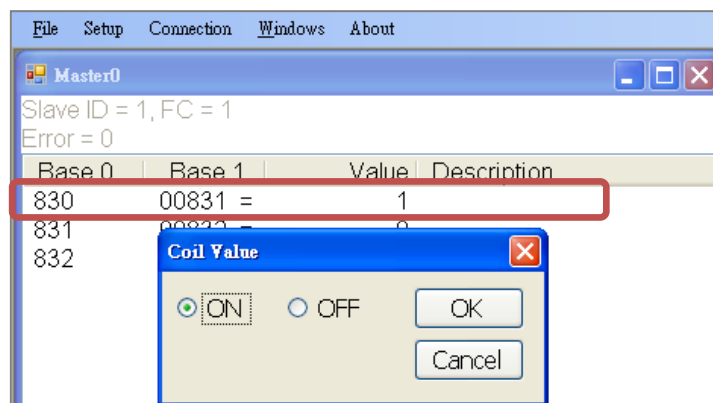 File Setup Connection Windows About
Master0
Slave ID = 1, FC = 1
Error = 0
Base 0 Base 1 Value Description
830 00831 = 1
831
832
Coil Value
ON OFF OK
Cancel